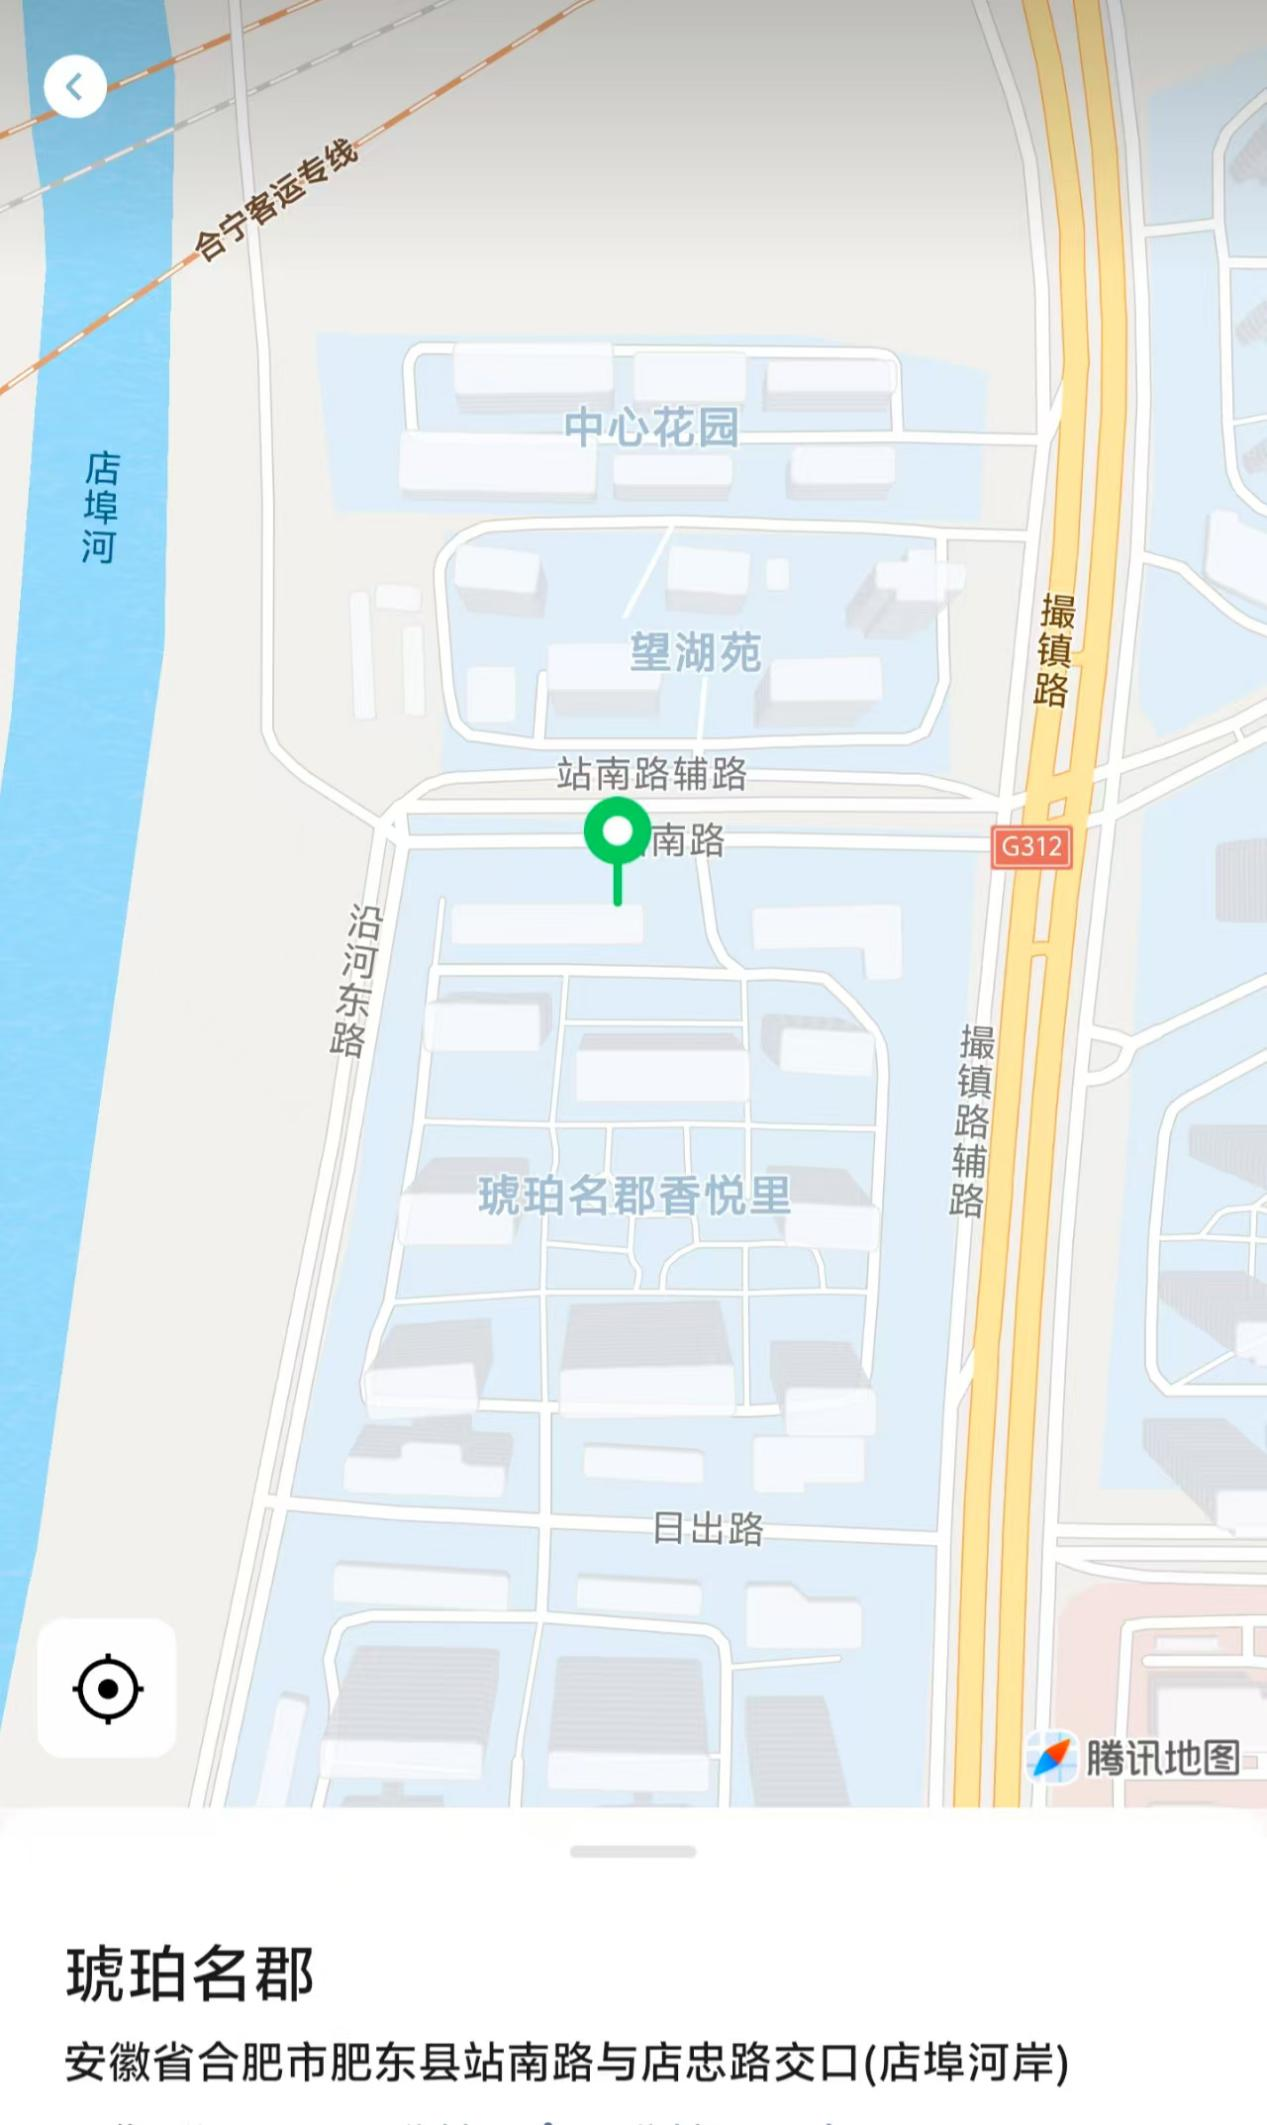 合宁客运专线
中心花园
店埠河
撮镇路
望湖苑
站南路辅路
南路
G312
沿河东路
撮镇路辅路
琥珀名郡香悦里
日出路
腾讯地图
琥珀名郡
安徽省合肥市肥东县站南路与店忠路交口(店埠河岸)